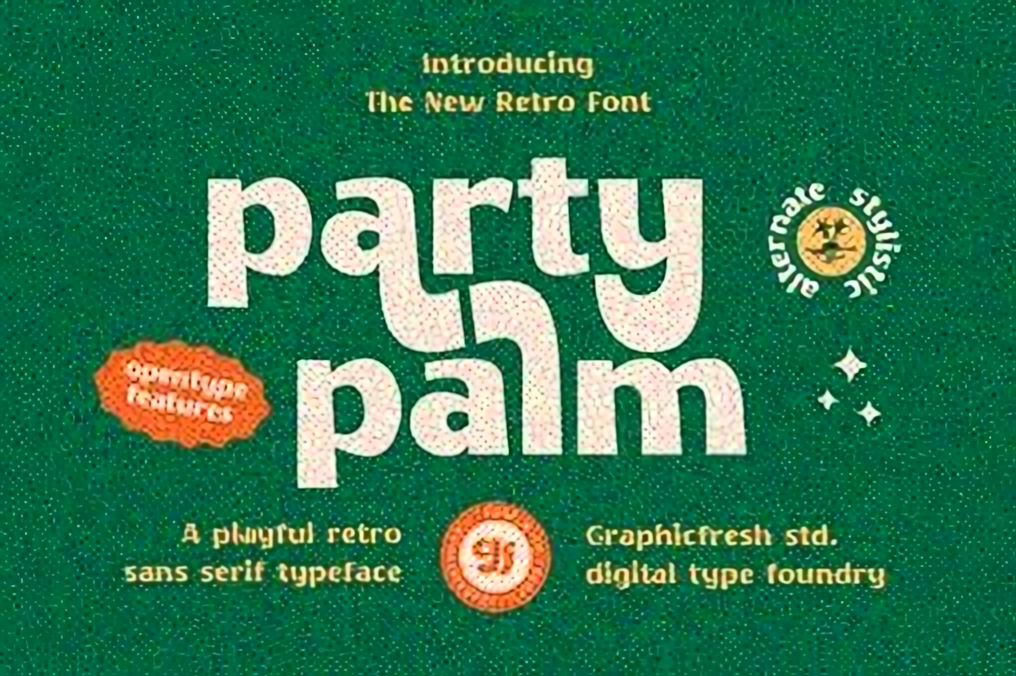 Introducing
The New Retro Font
party
palm
alternate stylistic
opentype
features
A playful retro
sans serif typeface
gfs
Graphicfresh std.
digital type foundry